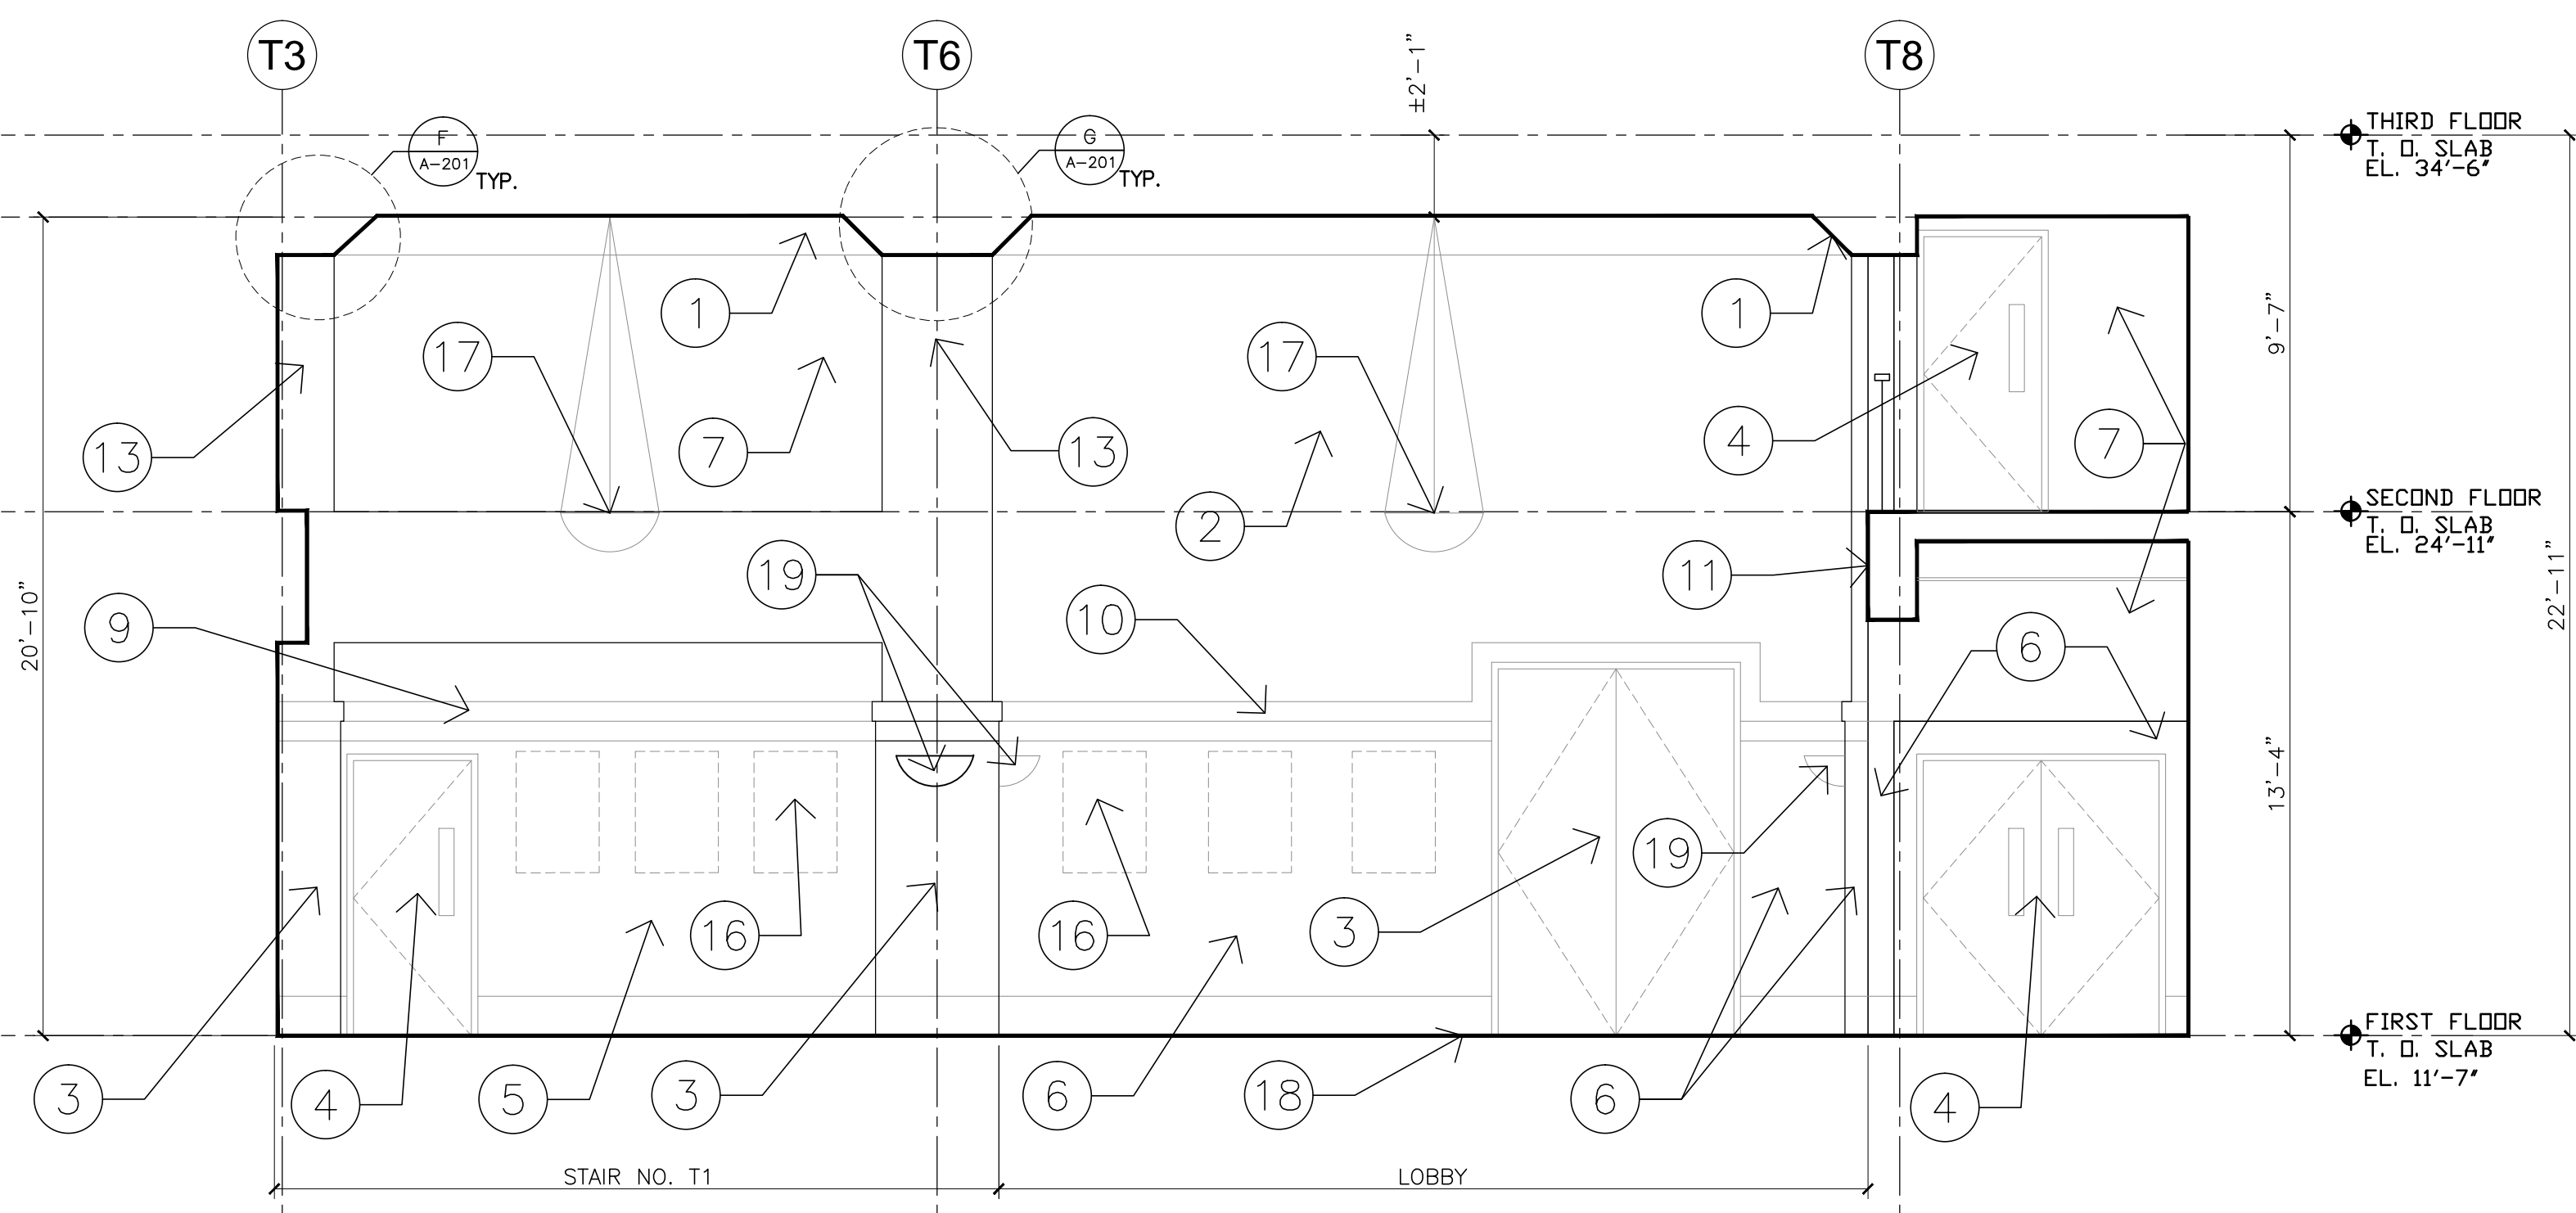 T3
T6
T8
±2'-1"
F
A-201
TYP.
G
A-201
TYP.
THIRD FLOOR
T. O. SLAB
EL. 34'-6"
1
1
17
17
9'-7"
13
7
13
2
4
7
SECOND FLOOR
T. O. SLAB
EL. 24'-11"
20'-10"
9
19
10
11
6
22'-11"
13'-4"
16
16
3
19
FIRST FLOOR
T. O. SLAB
EL. 11'-7"
3
4
5
3
6
18
6
4
STAIR NO. T1
LOBBY